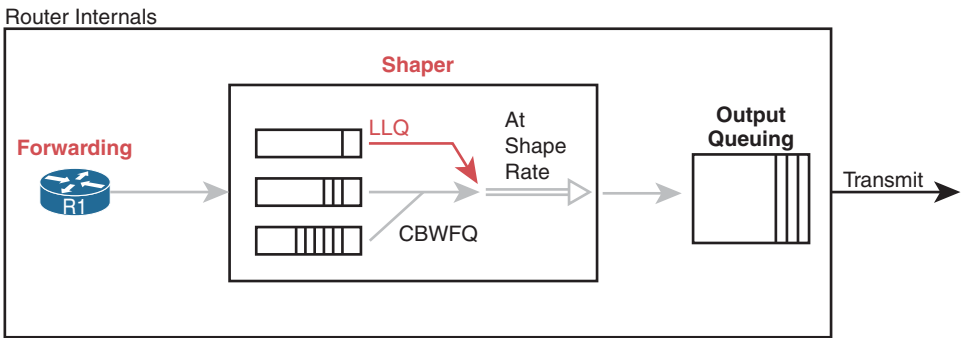 Router Internals
Shaper
Forwarding
R1
LLQ
CBWFQ
At
Shape
Rate
Output
Queuing
Transmit